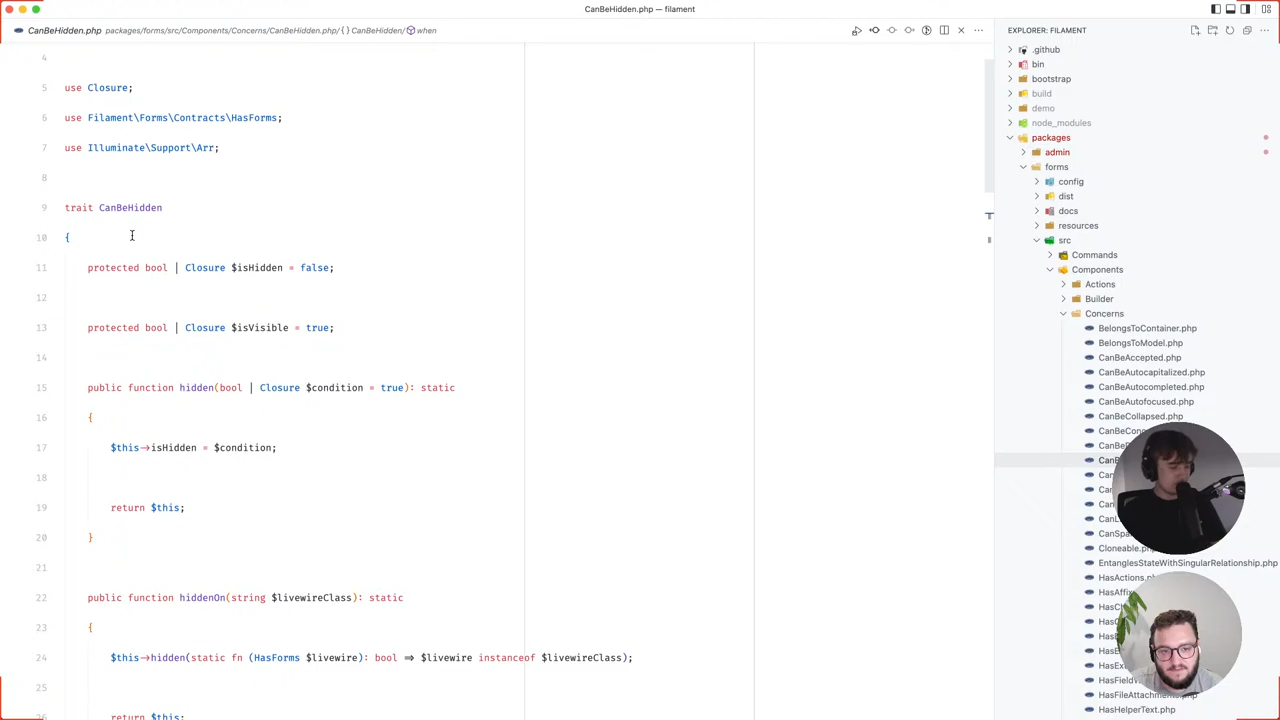 CanBeHidden.php — filament
CanBeHidden.php packages/forms/src/Components/Concerns/CanBeHidden.php/{} CanBeHidden/ when
4
5 use Closure;
6 use Filament\Forms\Contracts\HasForms;
7 use Illuminate\Support\Arr;
8
9 trait CanBeHidden
10 {
11 protected bool | Closure $isHidden = false;
12
13 protected bool | Closure $isVisible = true;
14
15 public function hidden(bool | Closure $condition = true): static
16 {
17 $this->isHidden = $condition;
18
19 return $this;
20 }
21
22 public function hiddenOn(string $livewireClass): static
23 {
24 $this->hidden(static fn (HasForms $livewire): bool => $livewire instanceof $livewireClass);
25
26 return $this;
EXPLORER: FILAMENT
.github
bin
bootstrap
build
demo
node_modules
packages
admin
forms
config
dist
docs
resources
src
Commands
Components
Actions
Builder
Concerns
BelongsToContainer.php
BelongsToModel.php
CanBeAccepted.php
CanBeAutocapitalized.php
CanBeAutocompleted.php
CanBeAutofocused.php
CanBeCollapsed.php
Cloneable.php
EntanglesStateWithSingularRelationship.php
HasActions.php
HasFileAttachments.php
HasHelperText.php